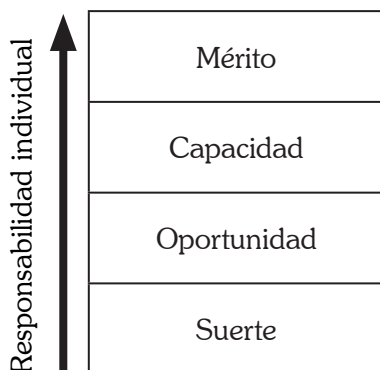 Responsabilidad individual
Mérito
Capacidad
Oportunidad
Suerte